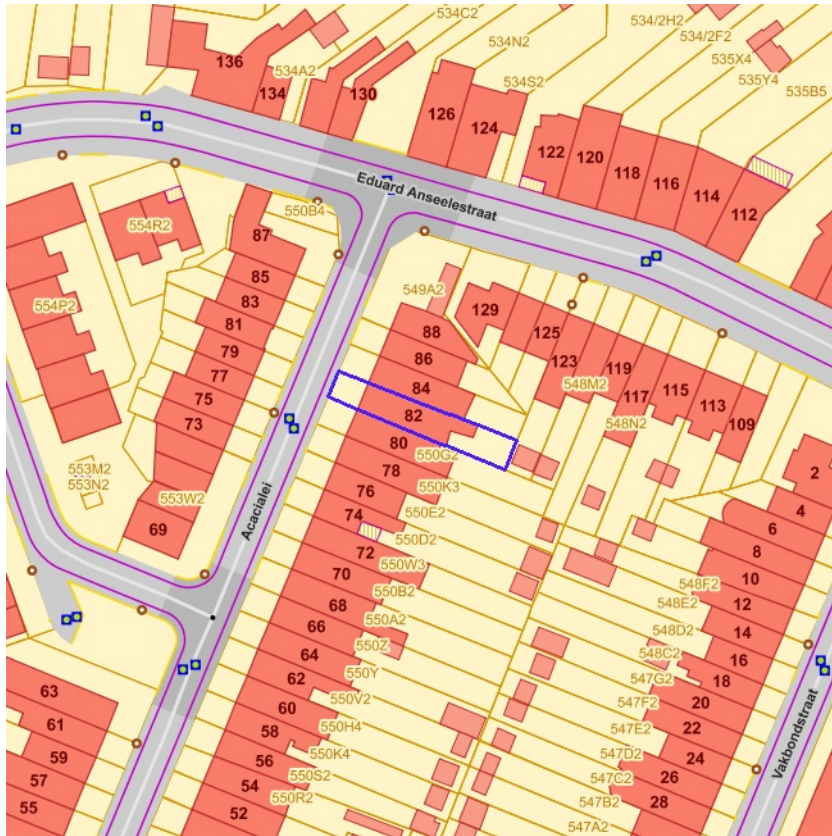 534C2
534/2H2
534/2F2
534N2
136
535X4
534A2
535Y4
534S2
134
130
535B5
126
124
122
120
118
116
114
112
Eduard Anseelestraat
550B4
554R2
87
85
549A2
83
554P2
81
88
129
125
79
86
123
119
77
84
548M2
117
115
75
82
113
73
80
548N2
109
550G2
553M2
78
2
553N2
550K3
553W2
76
4
69
Acacialei
74
550E2
6
550D2
8
72
550W3
10
70
550B2
548F2
12
68
550A2
548E2
14
66
550Z
548D2
16
64
550Y
548C2
18
63
62
550V2
547G2
20
61
60
550H4
547F2
22
59
58
550K4
547E2
24
57
56
550S2
547D2
26
55
54
550R2
547C2
28
52
547B2
547A2
Vakbondstraat